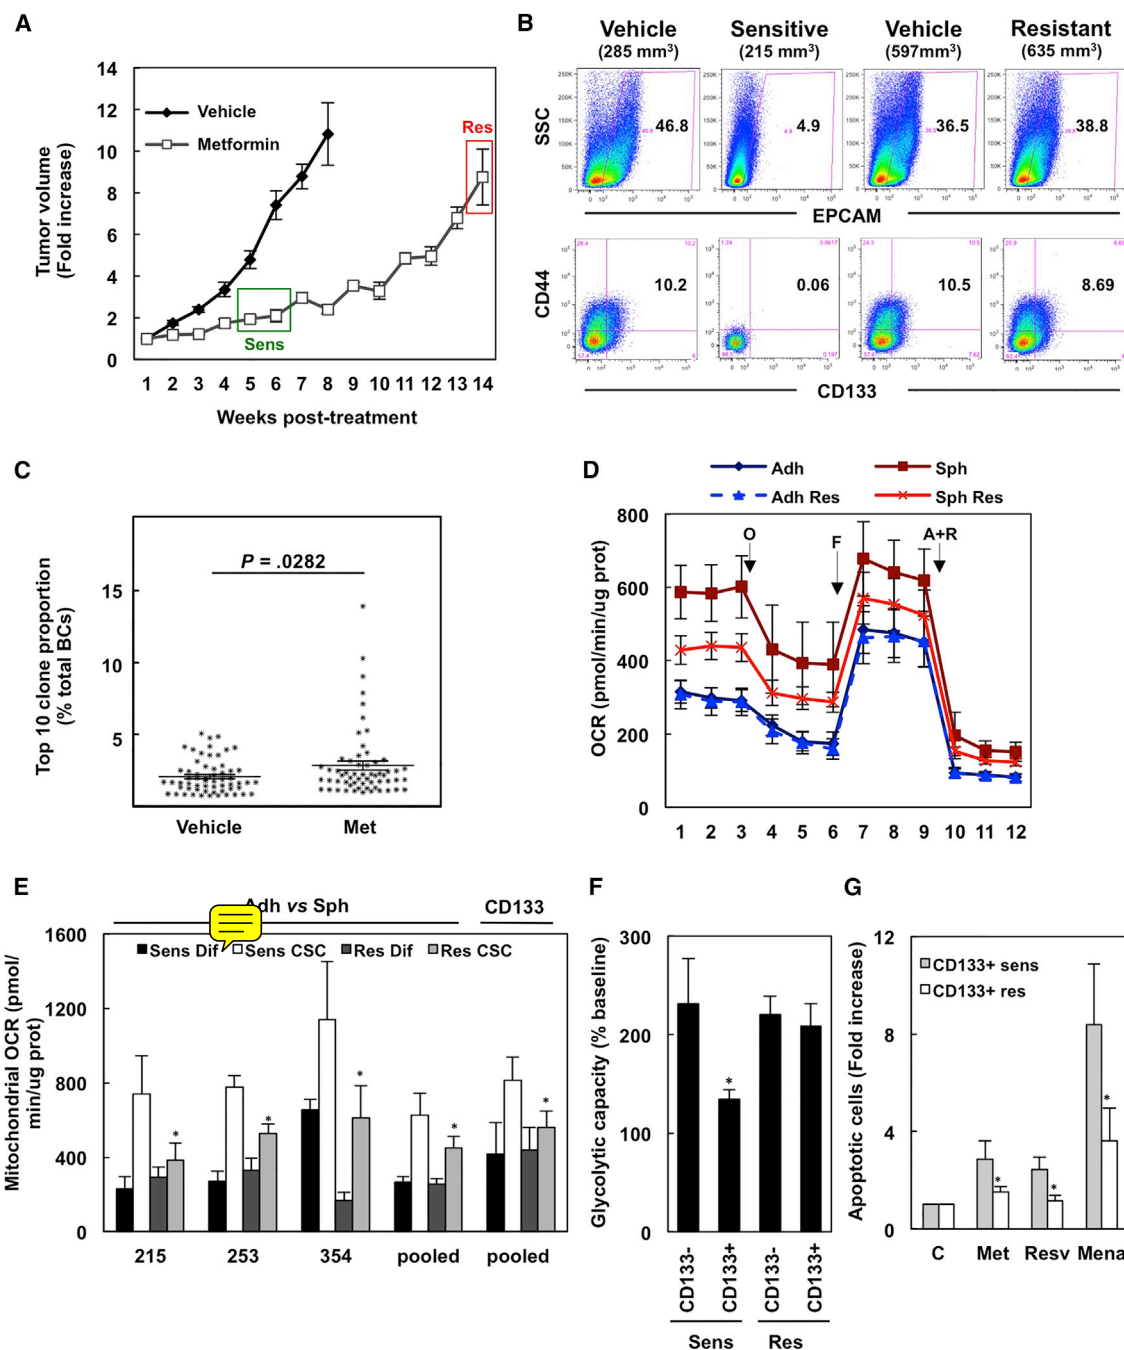 A
14
12
10
8
6
4
2
0
Tumor volume
(Fold increase)
Vehicle
Metformin
Res
Sens
1 2 3 4 5 6 7 8 9 10 11 12 13 14
Weeks post-treatment
B
Vehicle
(285 mm³)
Sensitive
(215 mm³)
Vehicle
(597mm³)
Resistant
(635 mm³)
SSC
250K
200K
150K
100K
50K
0
46.8
4.9
36.5
38.8
EPCAM
CD44
10.2
0.06
10.5
8.69
CD133
C
Top 10 clone proportion
(% total BCs)
15
10
5
P = .0282
Vehicle Met
D
Adh
Sph
Adh Res
Sph Res
OCR (pmol/min/ug prot)
800
600
400
200
0
O
F
A+R
1 2 3 4 5 6 7 8 9 10 11 12
E
Adh vs Sph
CD133
Sens Dif Sens CSC Res Dif Res CSC
Mitochondrial OCR (pmol/
min/ug prot)
1600
1200
800
400
0
* * * * *
215 253 354 pooled pooled
F
Glycolytic capacity (% baseline)
300
200
100
0
*
CD133-
CD133+
CD133-
CD133+
Sens Res
G
Apoptotic cells (Fold increase)
12
8
4
0
CD133+ sens
CD133+ res
* * *
C Met Resv Mena